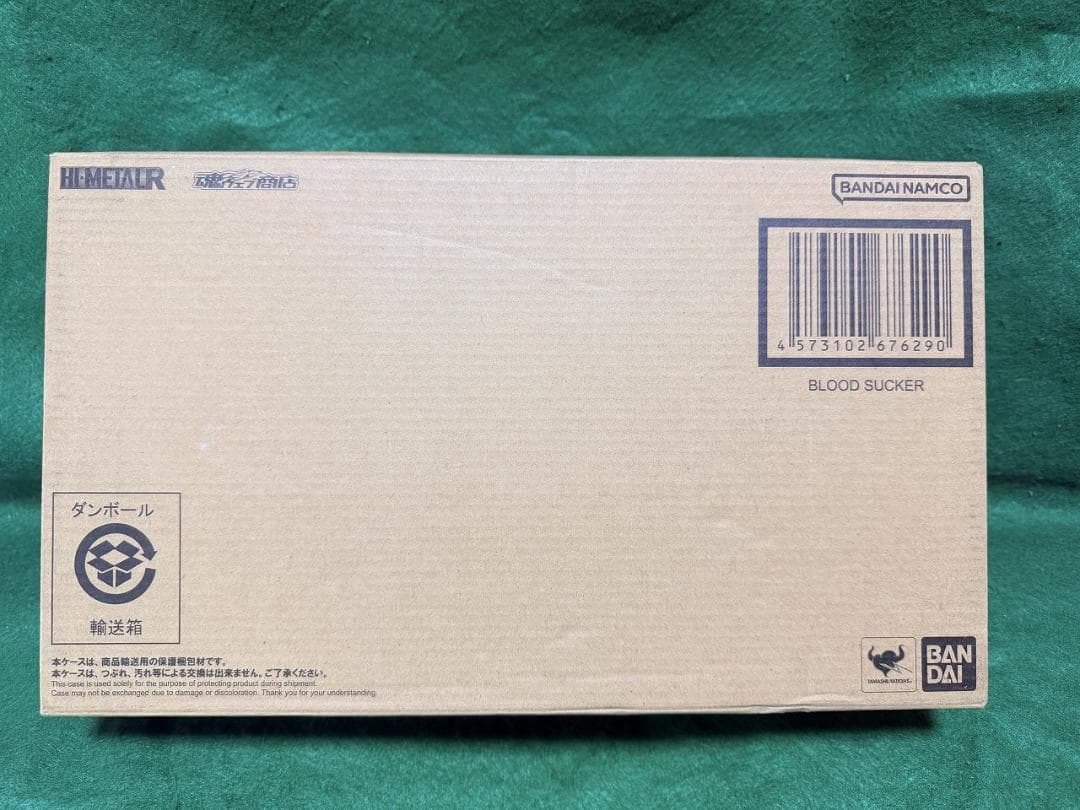 HI-METAL R
魂ウェブ商店
BANDAI NAMCO
4 573102 676290
BLOOD SUCKER
ダンボール
輸送箱
本ケースは、商品輸送用の保護梱包材です。
本ケースは、つぶれ、汚れ等による交換は出来ません。ご了承ください。
This case is used solely for the purpose of protecting product during shipment.
Case may not be exchanged due to damage or discoloration. Thank you for your understanding.
TAMASHII NATIONS
BAN
DAI